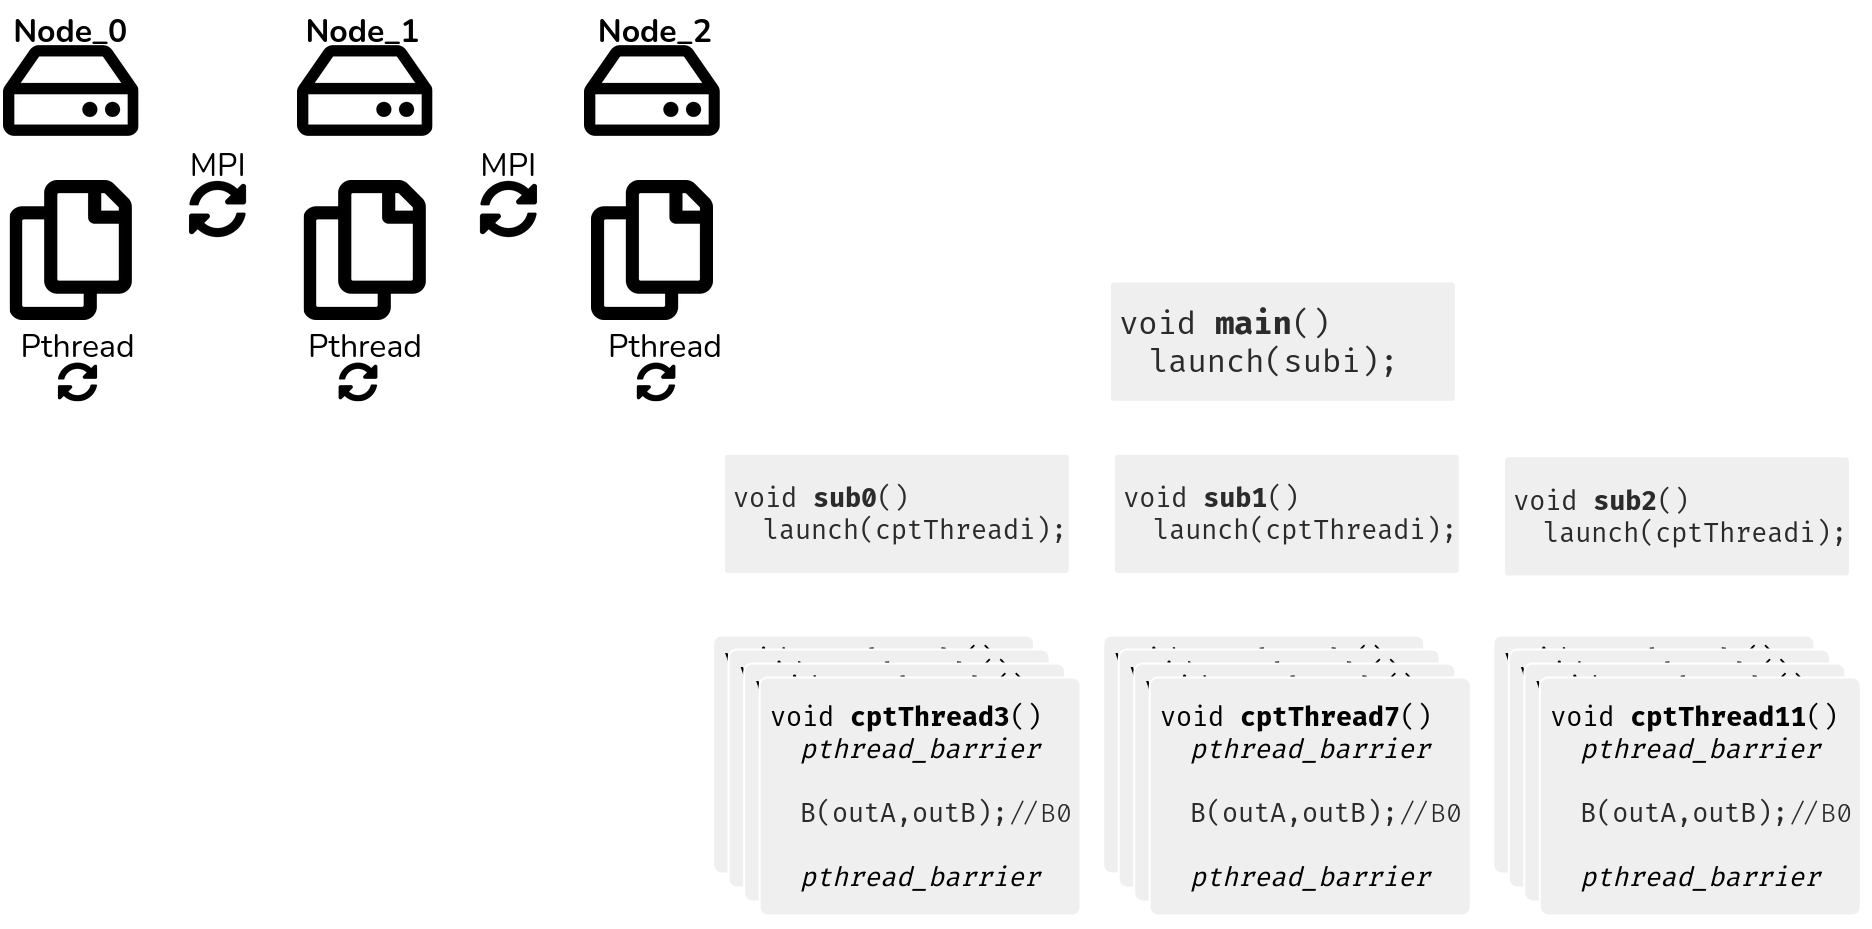 Node_0
Node_1
Node_2
MPI
MPI
Pthread
Pthread
Pthread
void main()
launch(subi);
void sub0()
launch(cptThreadi);
void sub1()
launch(cptThreadi);
void sub2()
launch(cptThreadi);
void cptThread3()
pthread_barrier
B(outA,outB);//B0
pthread_barrier
void cptThread7()
pthread_barrier
B(outA,outB);//B0
pthread_barrier
void cptThread11()
pthread_barrier
B(outA,outB);//B0
pthread_barrier